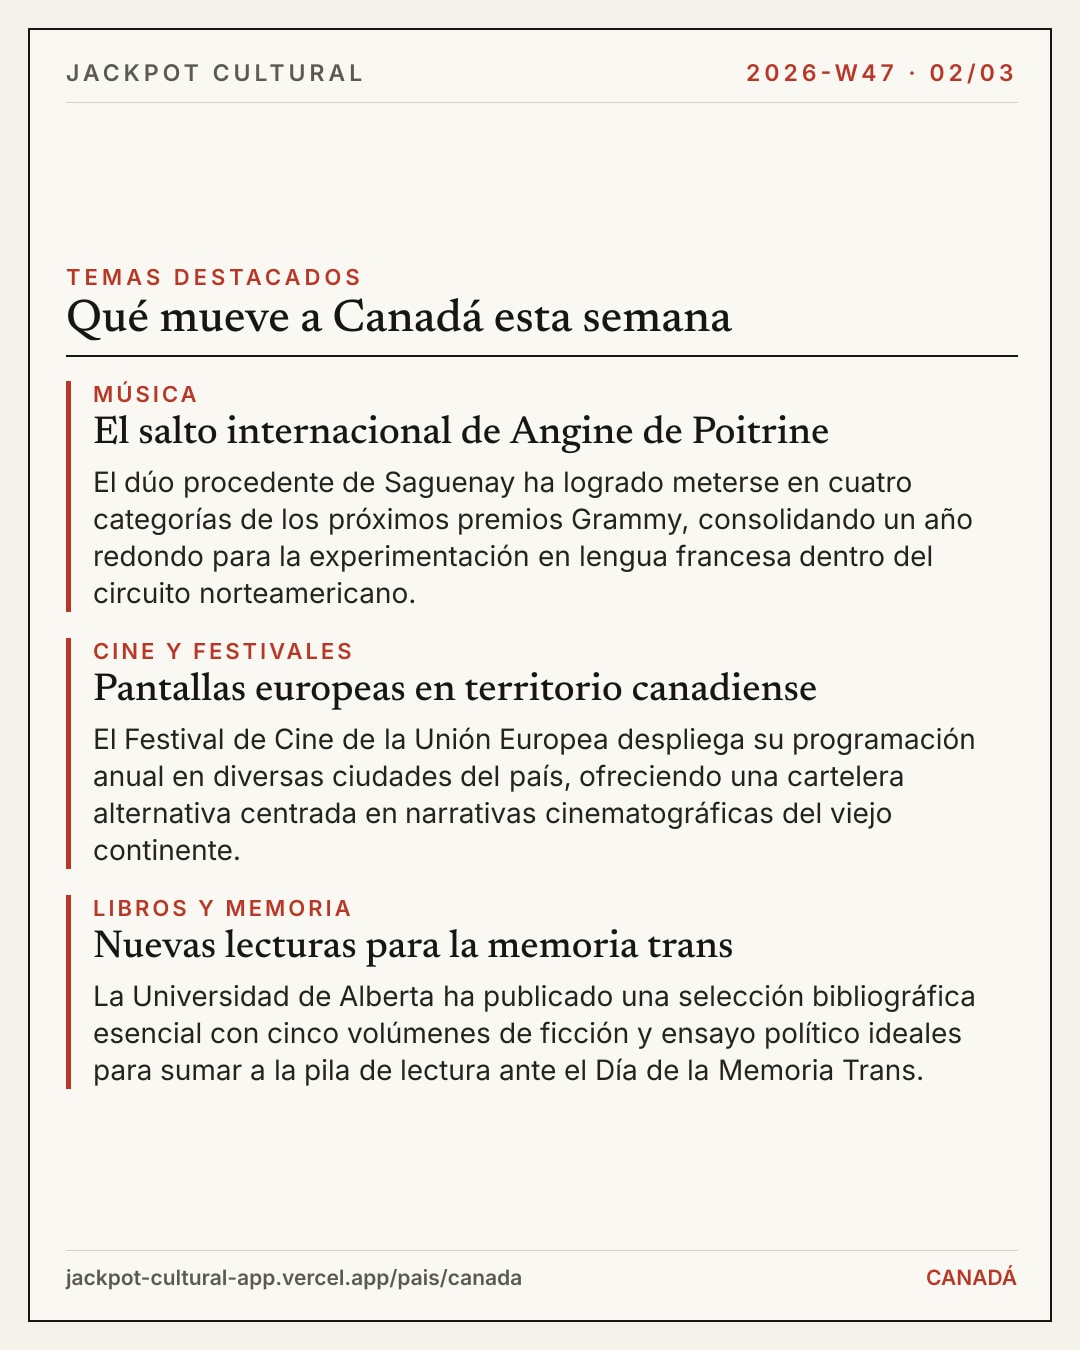 JACKPOT CULTURAL
2026-W47 · 02/03
TEMAS DESTACADOS
Qué mueve a Canadá esta semana
MÚSICA
El salto internacional de Angine de Poitrine
El dúo procedente de Saguenay ha logrado meterse en cuatro
categorías de los próximos premios Grammy, consolidando un año
redondo para la experimentación en lengua francesa dentro del
circuito norteamericano.
CINE Y FESTIVALES
Pantallas europeas en territorio canadiense
El Festival de Cine de la Unión Europea despliega su programación
anual en diversas ciudades del país, ofreciendo una cartelera
alternativa centrada en narrativas cinematográficas del viejo
continente.
LIBROS Y MEMORIA
Nuevas lecturas para la memoria trans
La Universidad de Alberta ha publicado una selección bibliográfica
esencial con cinco volúmenes de ficción y ensayo político ideales
para sumar a la pila de lectura ante el Día de la Memoria Trans.
jackpot-cultural-app.vercel.app/pais/canada
CANADÁ